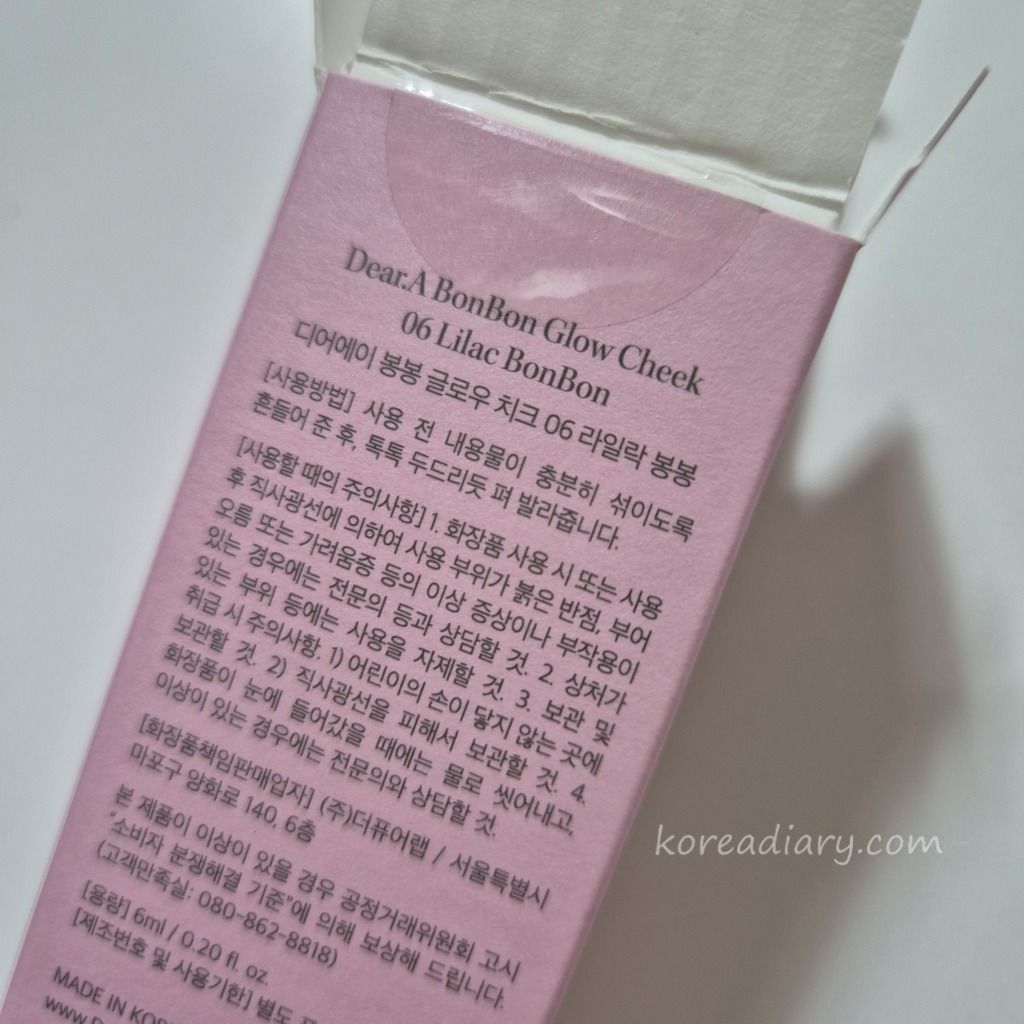 Dear.A BonBon Glow Cheek
06 Lilac BonBon
디어에이 봉봉 글로우 치크 06 라일락 봉봉
[사용방법] 사용 전 내용물이 충분히 섞이도록
흔들어 준 후, 톡톡 두드리듯 펴 발라줍니다.
[사용할 때의 주의사항] 1. 화장품 사용 시 또는 사용
후 직사광선에 의하여 사용 부위가 붉은 반점, 부어
오름 또는 가려움증 등의 이상 증상이나 부작용이
있는 경우에는 전문의 등과 상담할 것. 2. 상처가
있는 부위 등에는 사용을 자제할 것. 3. 보관 및
취급 시 주의사항. 1) 어린이의 손이 닿지 않는 곳에
보관할 것. 2) 직사광선을 피해서 보관할 것. 4.
화장품이 눈에 들어갔을 때에는 물로 씻어내고,
이상이 있는 경우에는 전문의와 상담할 것.
[화장품책임판매업자] (주)더퓨어랩 / 서울특별시
마포구 양화로 140, 6층
본 제품이 이상이 있을 경우 공정거래위원회 고시
"소비자 분쟁해결 기준"에 의해 보상해 드립니다.
(고객만족실: 080-862-8818)
[용량] 6ml / 0.20 fl. oz.
[제조번호 및 사용기한] 별도
MADE IN
koreadiary.com